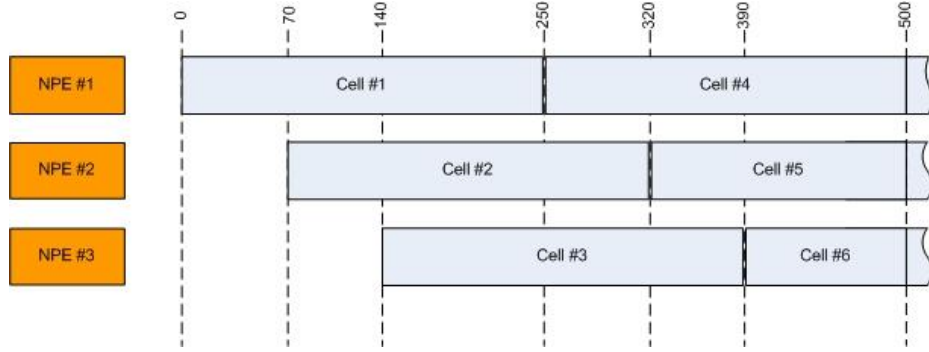 0 70 140 250 320 390 500
NPE #1 Cell #1 Cell #4
NPE #2 Cell #2 Cell #5
NPE #3 Cell #3 Cell #6